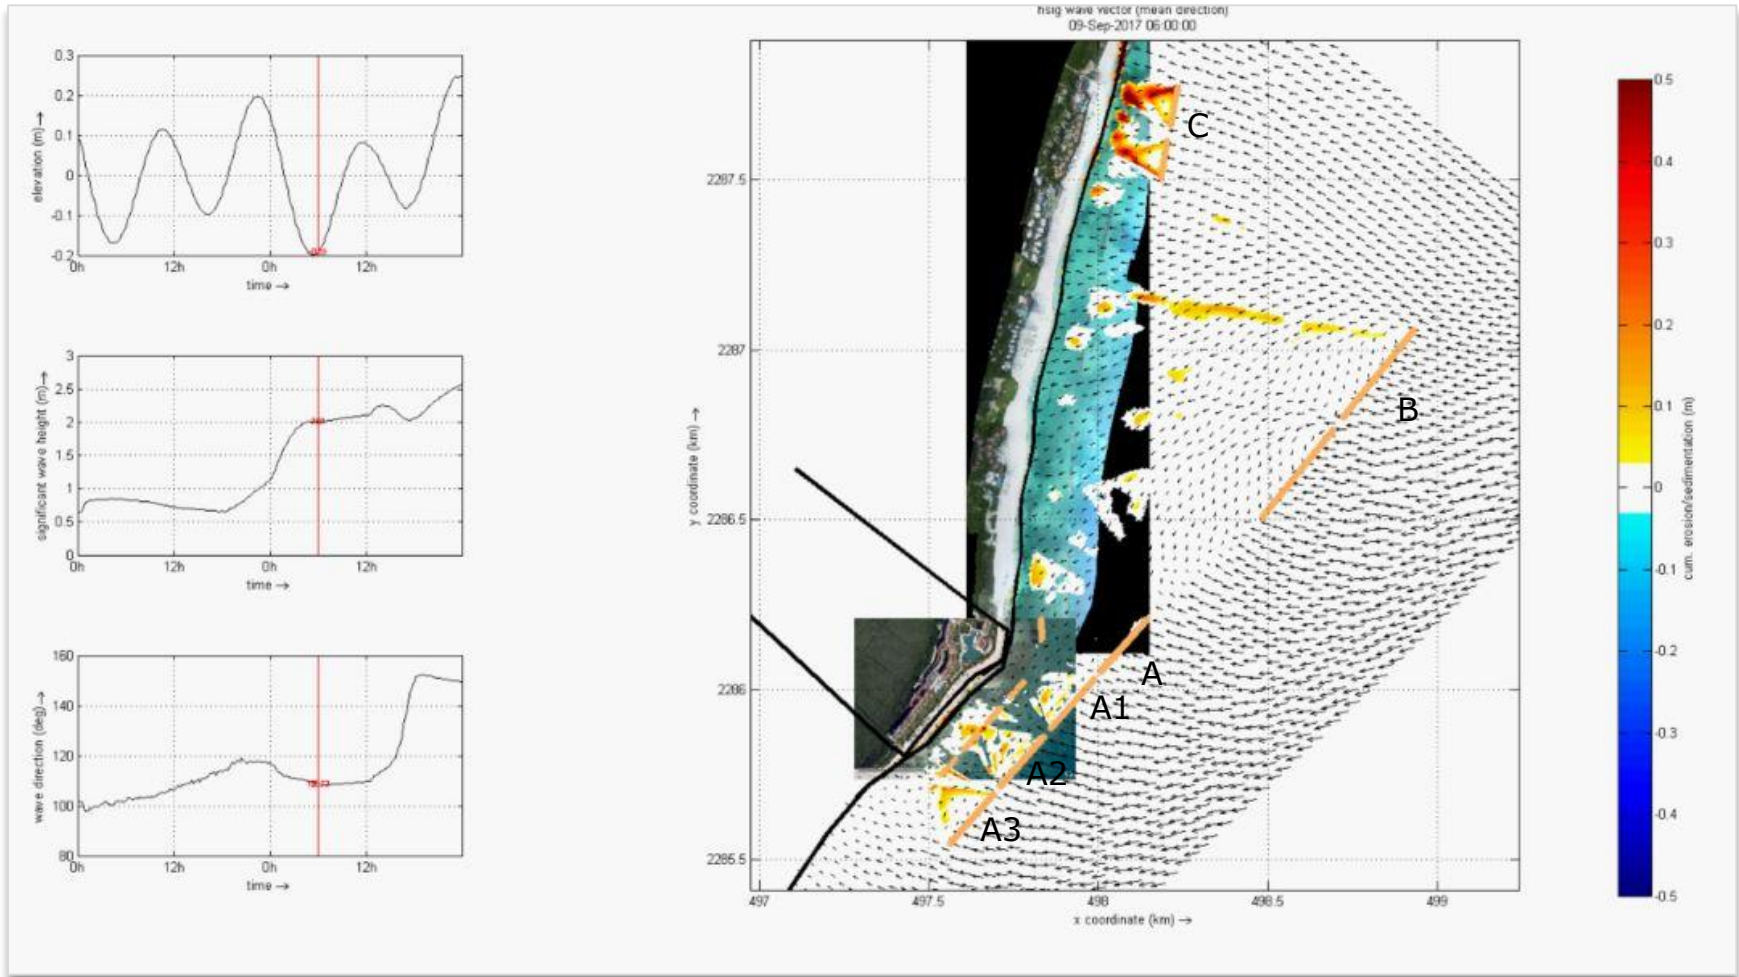 hsig wave vector (mean direction)
09-Sep-2017 06:00:00
0.3
0.2
0.1
0
-0.1
-0.2
0h
12h
0h
12h
time →
elevation (m) →
3
2.5
2
1.5
1
0.5
0
0h
12h
0h
12h
time →
significant wave height (m) →
160
140
120
100
80
0h
12h
0h
12h
time →
wave direction (deg) →
2287.5
2287
2286.5
2286
2285.5
y coordinate (km) →
497
497.5
498
498.5
499
x coordinate (km) →
C
B
A
A1
A2
A3
0.5
0.4
0.3
0.2
0.1
0
-0.1
-0.2
-0.3
-0.4
-0.5
cum. erosion/sedimentation (m)